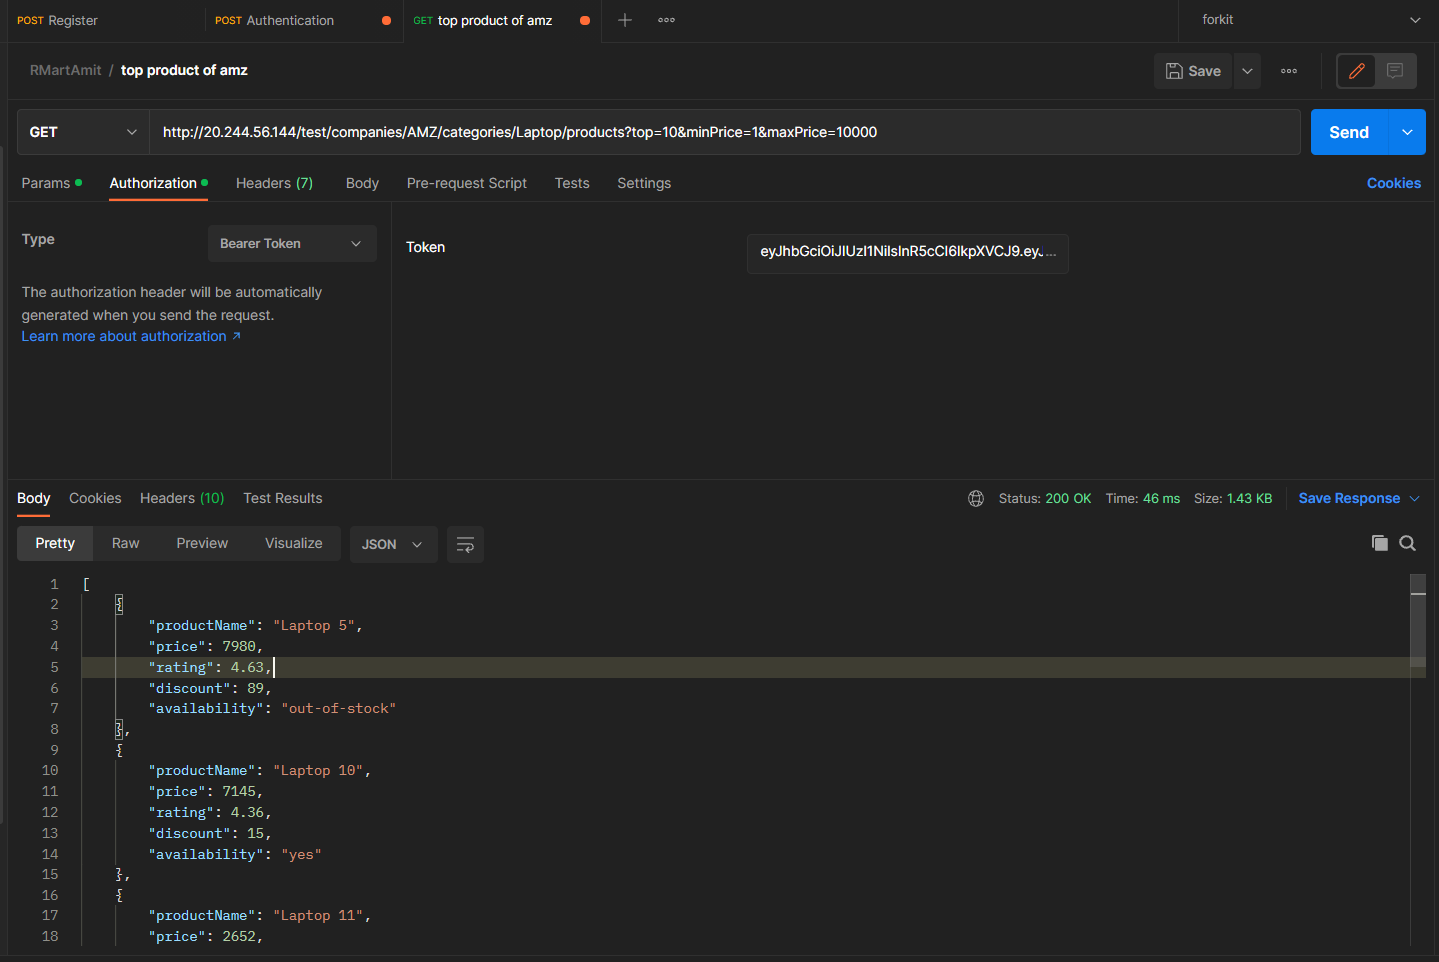 POST Register
POST Authentication
GET top product of amz
forkit
RMartAmit / top product of amz
Save
GET
http://20.244.56.144/test/companies/AMZ/categories/Laptop/products?top=10&minPrice=1&maxPrice=10000
Send
Params
Authorization
Headers (7)
Body
Pre-request Script
Tests
Settings
Cookies
Type
Bearer Token
The authorization header will be automatically
generated when you send the request.
Learn more about authorization ↗
Token
eyJhbGciOiJIUzI1NiIsInR5cCI6IkpXVCJ9.eyJ...
Body
Cookies
Headers (10)
Test Results
Status: 200 OK
Time: 46 ms
Size: 1.43 KB
Save Response
Pretty
Raw
Preview
Visualize
JSON
1 [
2 {
3 "productName": "Laptop 5",
4 "price": 7980,
5 "rating": 4.63,
6 "discount": 89,
7 "availability": "out-of-stock"
8 },
9 {
10 "productName": "Laptop 10",
11 "price": 7145,
12 "rating": 4.36,
13 "discount": 15,
14 "availability": "yes"
15 },
16 {
17 "productName": "Laptop 11",
18 "price": 2652,